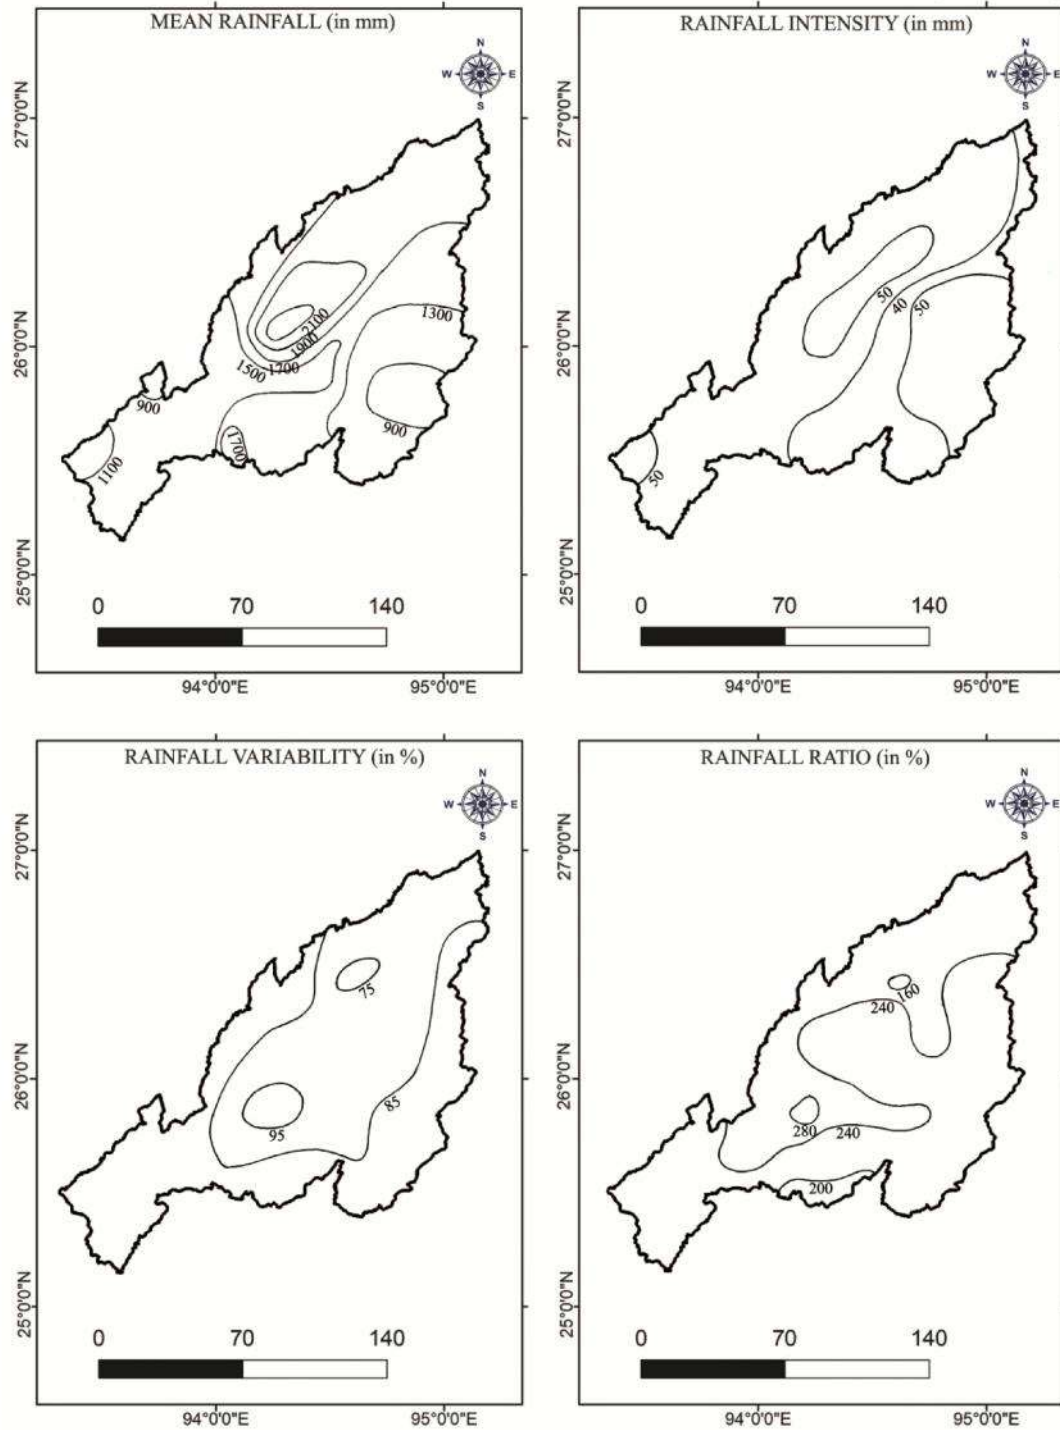 MEAN RAINFALL (in mm)
N
W E
S
27°0'0"N
26°0'0"N
25°0'0"N
2100
1900
1700
1500
1300
900
1700
900
1100
0 70 140
94°0'0"E 95°0'0"E
RAINFALL INTENSITY (in mm)
N
W E
S
27°0'0"N
26°0'0"N
25°0'0"N
50
40
50
50
0 70 140
94°0'0"E 95°0'0"E
RAINFALL VARIABILITY (in %)
N
W E
S
27°0'0"N
26°0'0"N
25°0'0"N
75
85
95
0 70 140
94°0'0"E 95°0'0"E
RAINFALL RATIO (in %)
N
W E
S
27°0'0"N
26°0'0"N
25°0'0"N
160
240
280
240
200
0 70 140
94°0'0"E 95°0'0"E